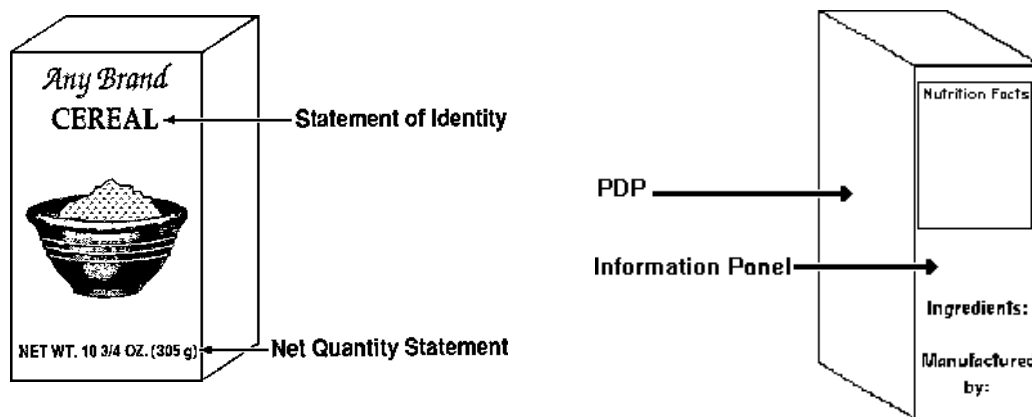 Any Brand
CEREAL
Statement of Identity
NET WT. 10 3/4 OZ. (305 g)
Net Quantity Statement
Nutrition Facts
PDP
Information Panel
Ingredients:
Manufactured
by: